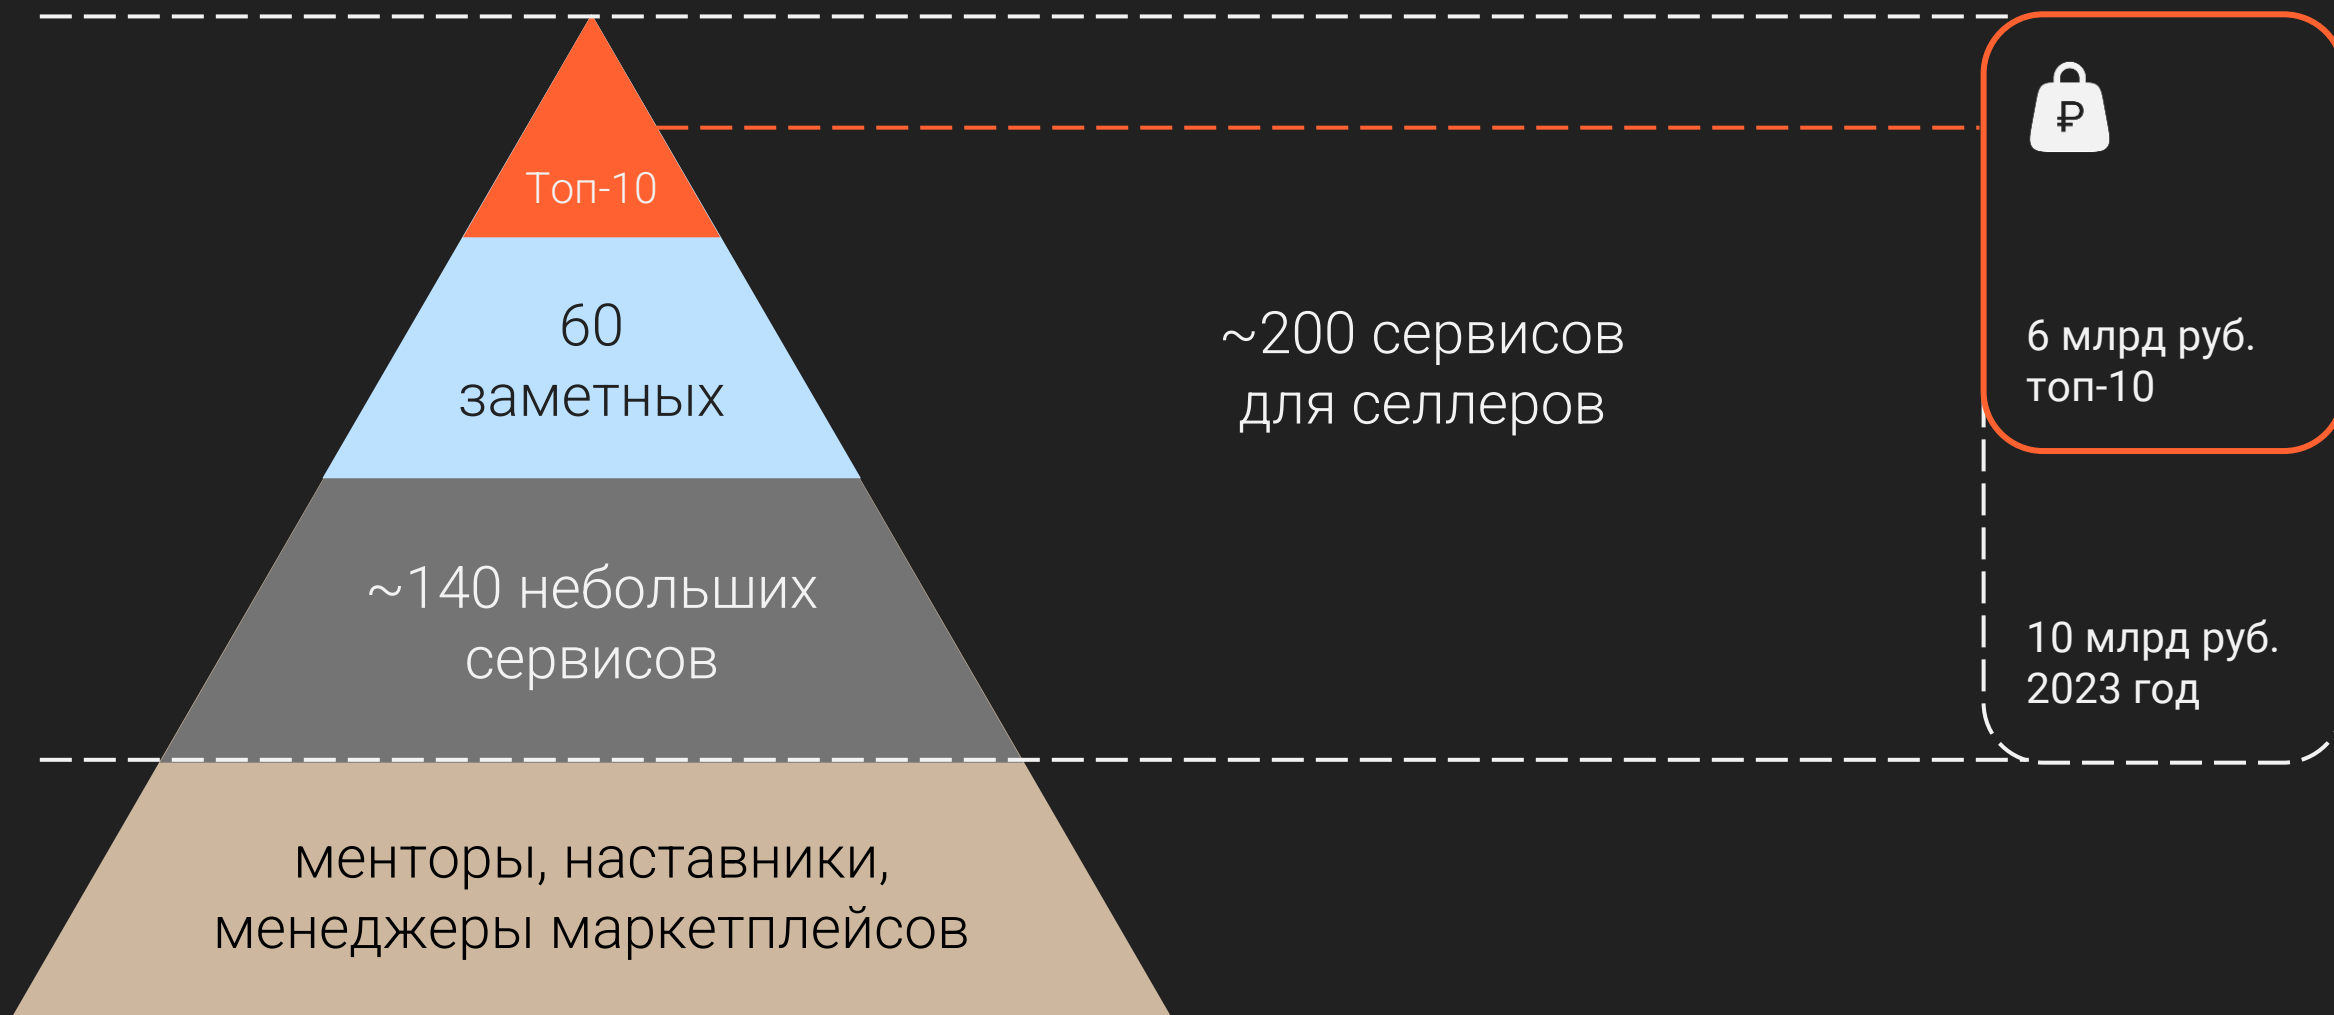 Топ-10
60
заметных
~140 небольших
сервисов
менторы, наставники,
менеджеры маркетплейсов
~200 сервисов
для селлеров
₽
6 млрд руб.
топ-10
10 млрд руб.
2023 год